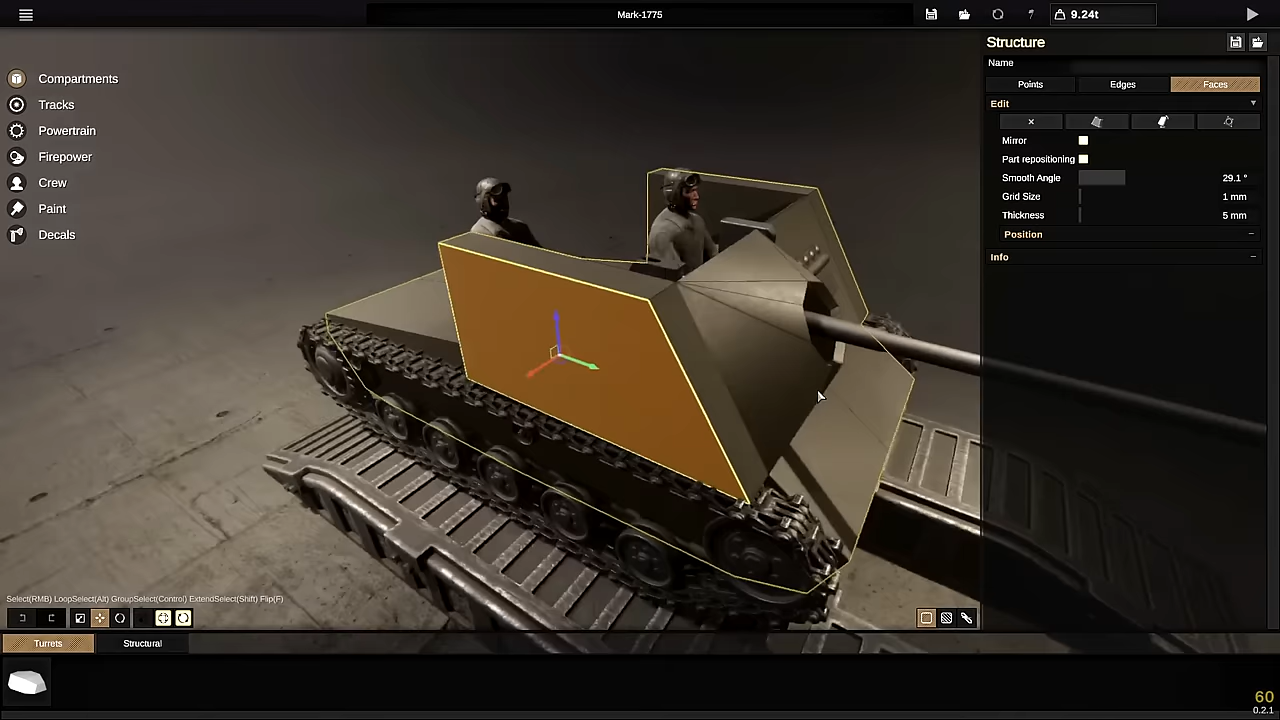 Mark-1775
9.24t
Compartments
Tracks
Powertrain
Firepower
Crew
Paint
Decals
Structure
Name
Points Edges Faces
Edit
Mirror
Part repositioning
Smooth Angle 29.1 °
Grid Size 1 mm
Thickness 5 mm
Position
Info
Select(RMB) LoopSelect(Alt) GroupSelect(Control) ExtendSelect(Shift) Flip(F)
Turrets Structural
60
0.2.1